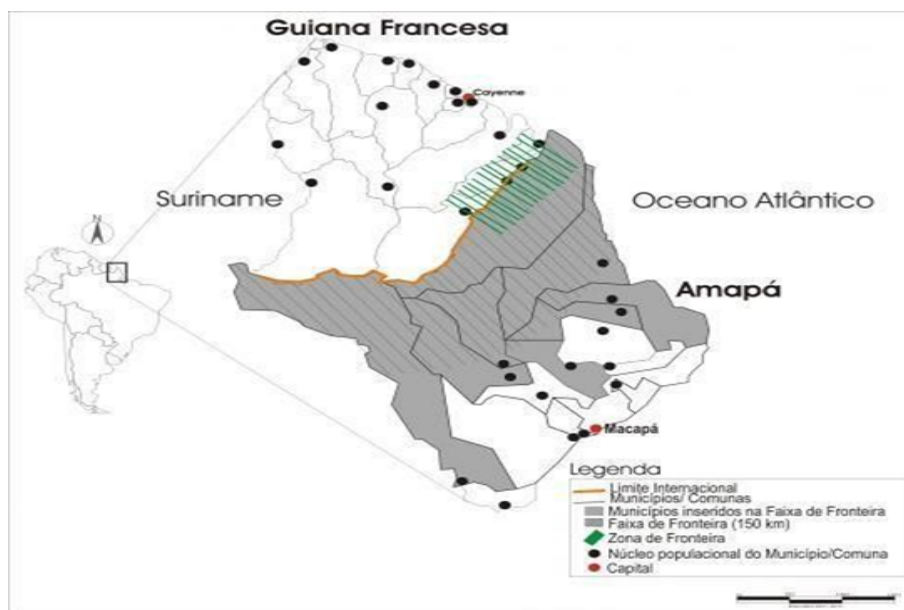 Guiana Francesa
Cayenne
Suriname
Oceano Atlântico
N
Amapá
Macapá
Legenda
Limite Internacional
Municípios/ Comunas
Municípios inseridos na Faixa de Fronteira
Faixa de Fronteira (150 km)
Zona de Fronteira
Núcleo populacional do Município/Comuna
Capital